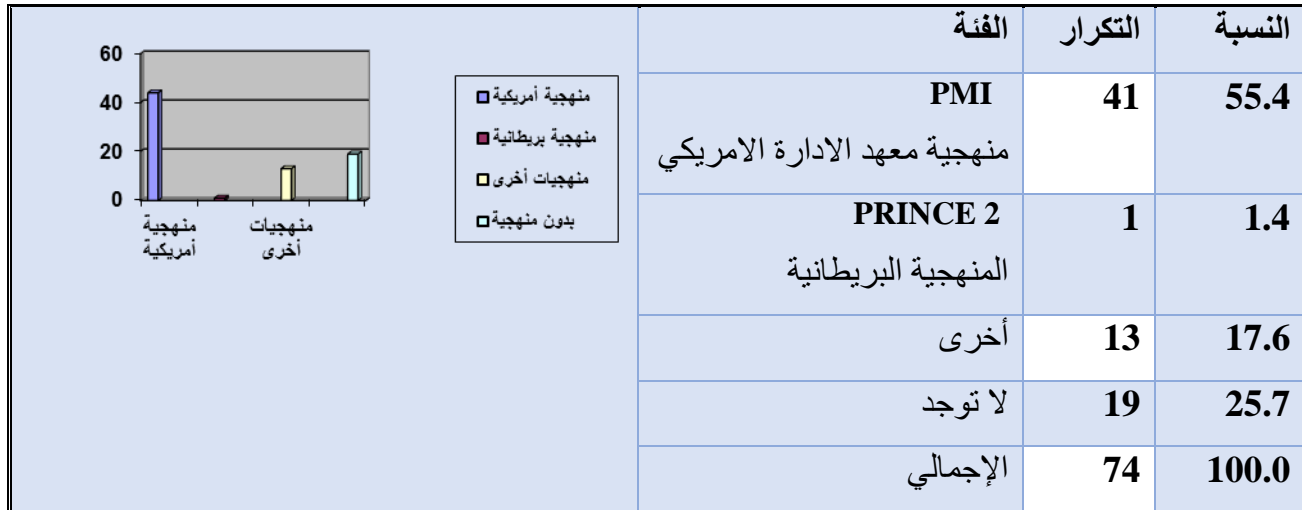 الفئة التكرار النسبة
PMI 41 55.4
منهجية معهد الادارة الامريكي
PRINCE 2 1 1.4
المنهجية البريطانية
أخرى 13 17.6
لا توجد 19 25.7
الإجمالي 74 100.0
60
40
20
0
منهجية
أمريكية
منهجيات
أخرى
منهجية أمريكية
منهجية بريطانية
منهجيات أخرى
بدون منهجية